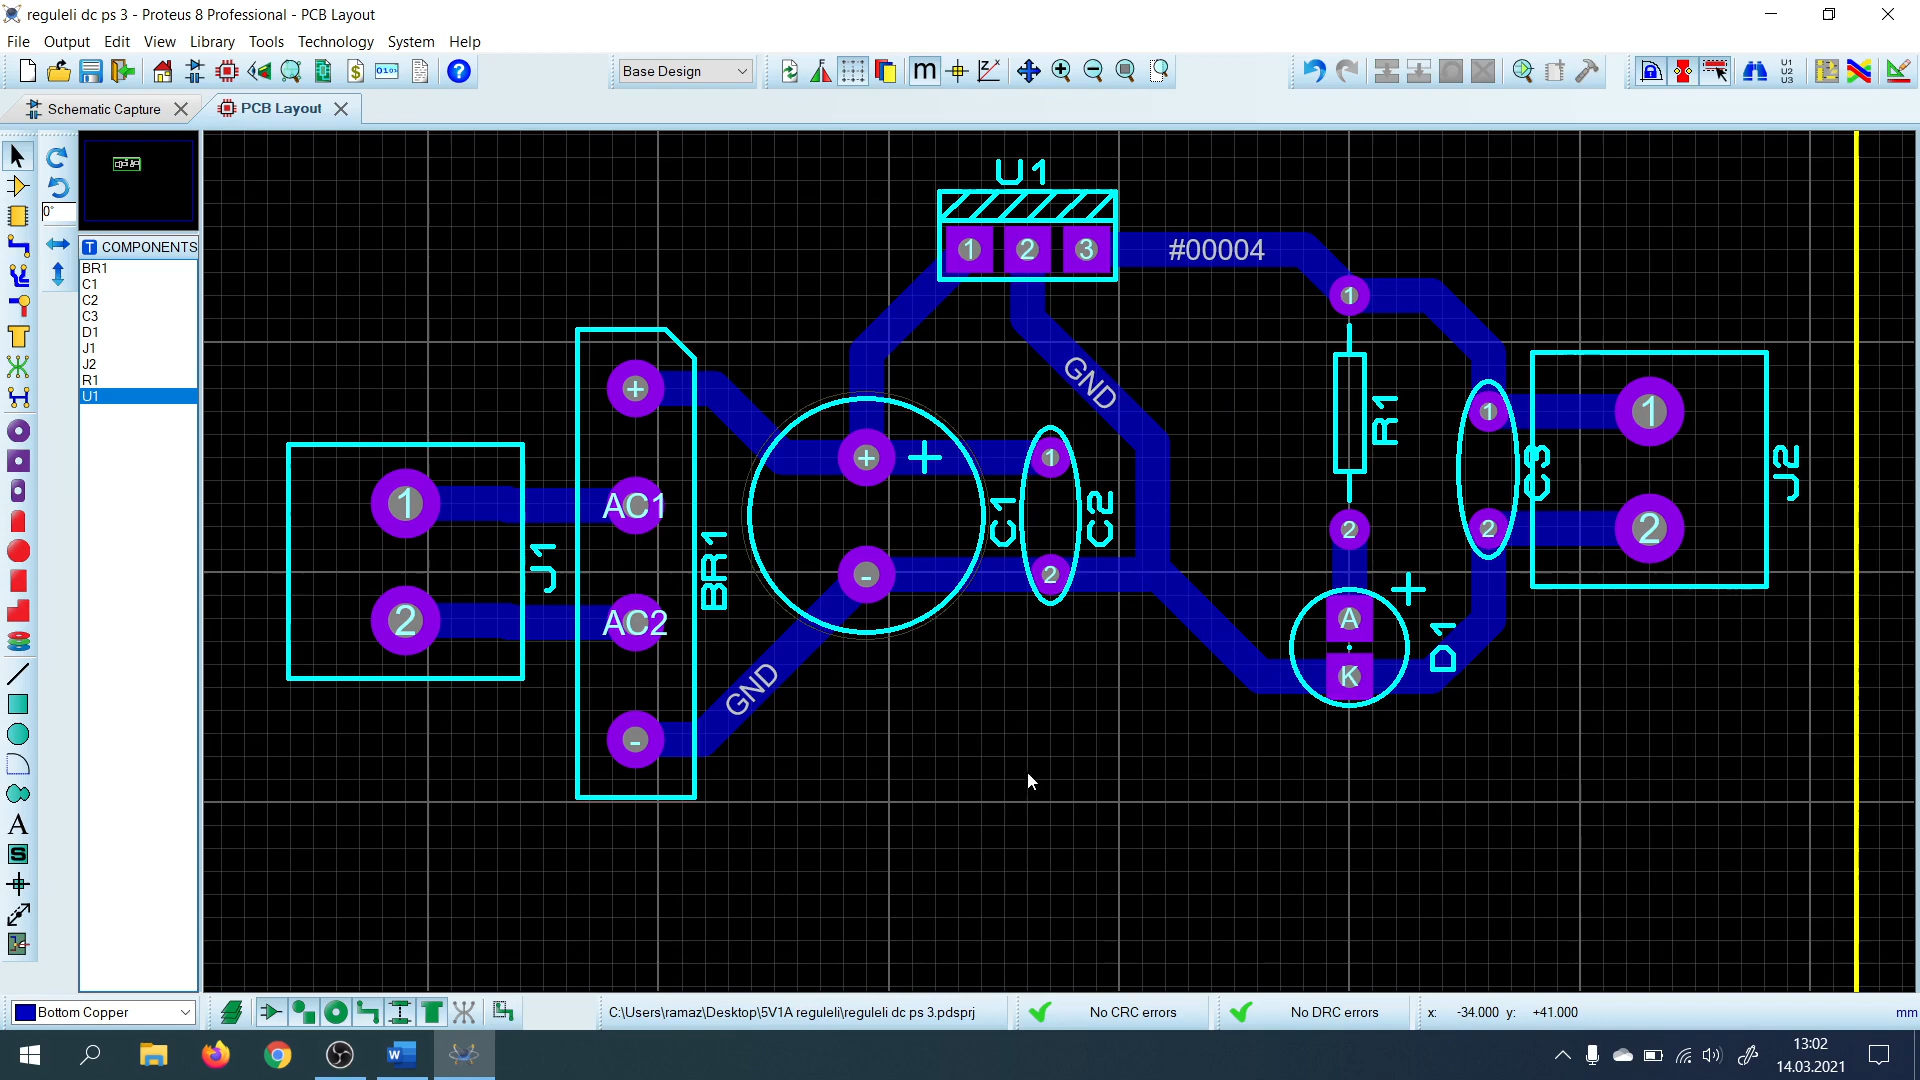 reguleli dc ps 3 - Proteus 8 Professional - PCB Layout
File Output Edit View Library Tools Technology System Help
Base Design
Schematic Capture
PCB Layout
0°
COMPONENTS
BR1
C1
C2
C3
D1
J1
J2
R1
U1
U1
1 2 3
#00004
1
+
GND
R1
1
1
J2
+
+
1
C3
1
AC1
C1
C2
2
2
2
J1
BR1
-
2
+
2
AC2
A
D1
GND
K
-
Bottom Copper
C:\Users\ramaz\Desktop\5V1A reguleli\reguleli dc ps 3.pdsprj
No CRC errors
No DRC errors
x: -34.000 y: +41.000
mm
13:02
14.03.2021